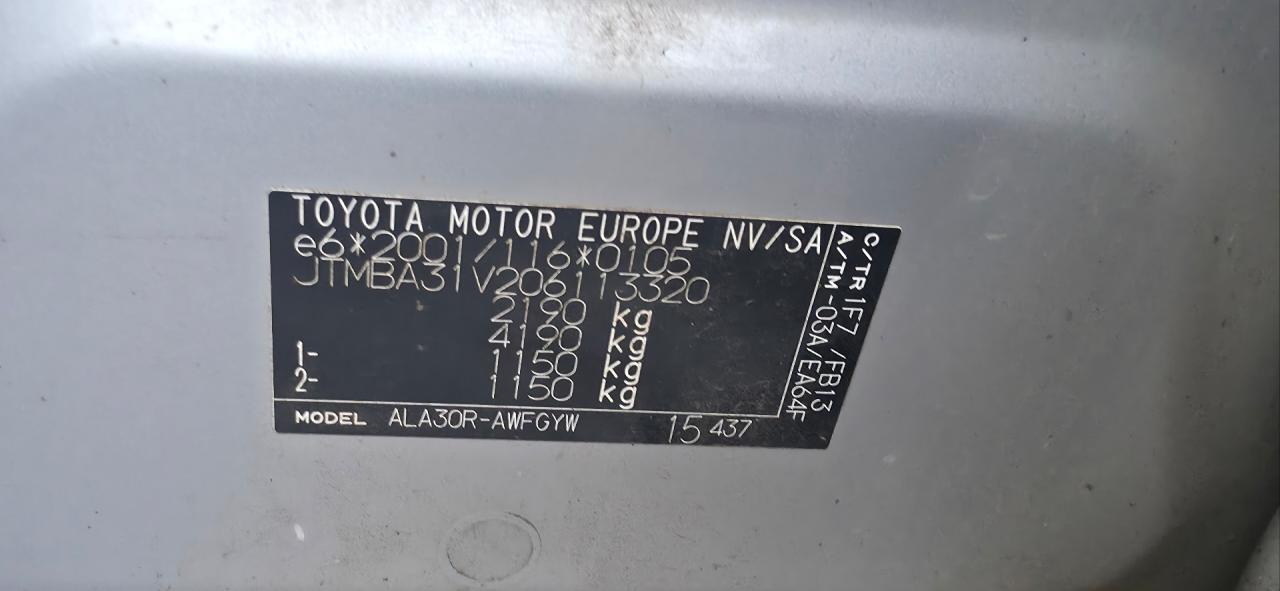 TOYOTA MOTOR EUROPE NV/SA
e6*2001/116*0105
JTMBA31V206113320
2190 kg
4190 kg
1- 1150 kg
2- 1150 kg
MODEL ALA30R-AWFGYW 15 437
C/TR 1F7 /FB13
A/TM -03A/EA64F